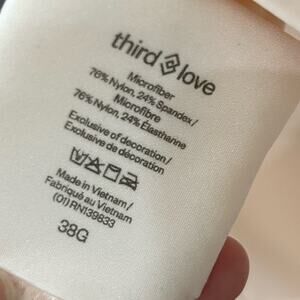 third love
Microfiber
76% Nylon, 24% Spandex/
Microfibre
76% Nylon, 24% Élasthanne
Exclusive of decoration/
Exclusive de décoration
Made in Vietnam/
Fabriqué au Vietnam
(01) RN139833
38G